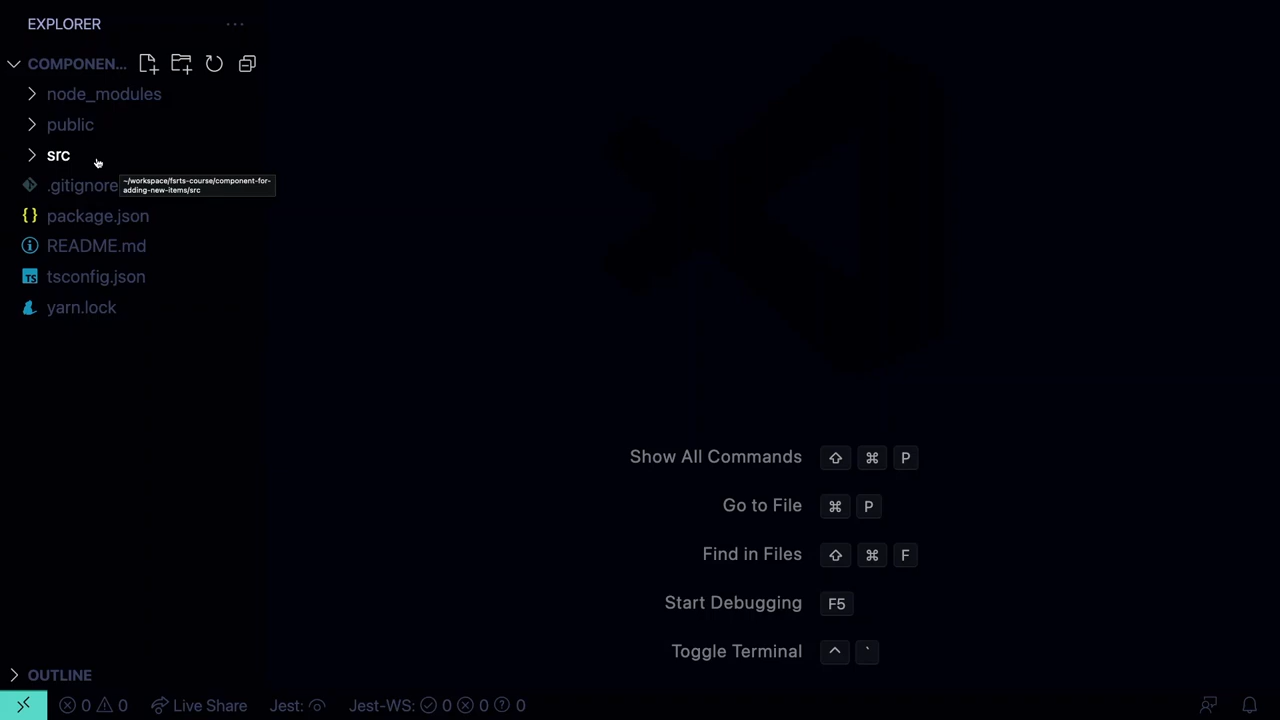 EXPLORER
COMPONEN...
node_modules
public
src
~/workspace/fsrts-course/component-for-
adding-new-items/src
.gitignore
package.json
README.md
TS tsconfig.json
yarn.lock
Show All Commands ⇧ ⌘ P
Go to File ⌘ P
Find in Files ⇧ ⌘ F
Start Debugging F5
Toggle Terminal ^ `
OUTLINE
0 0 Live Share Jest: Jest-WS: 0 0 0